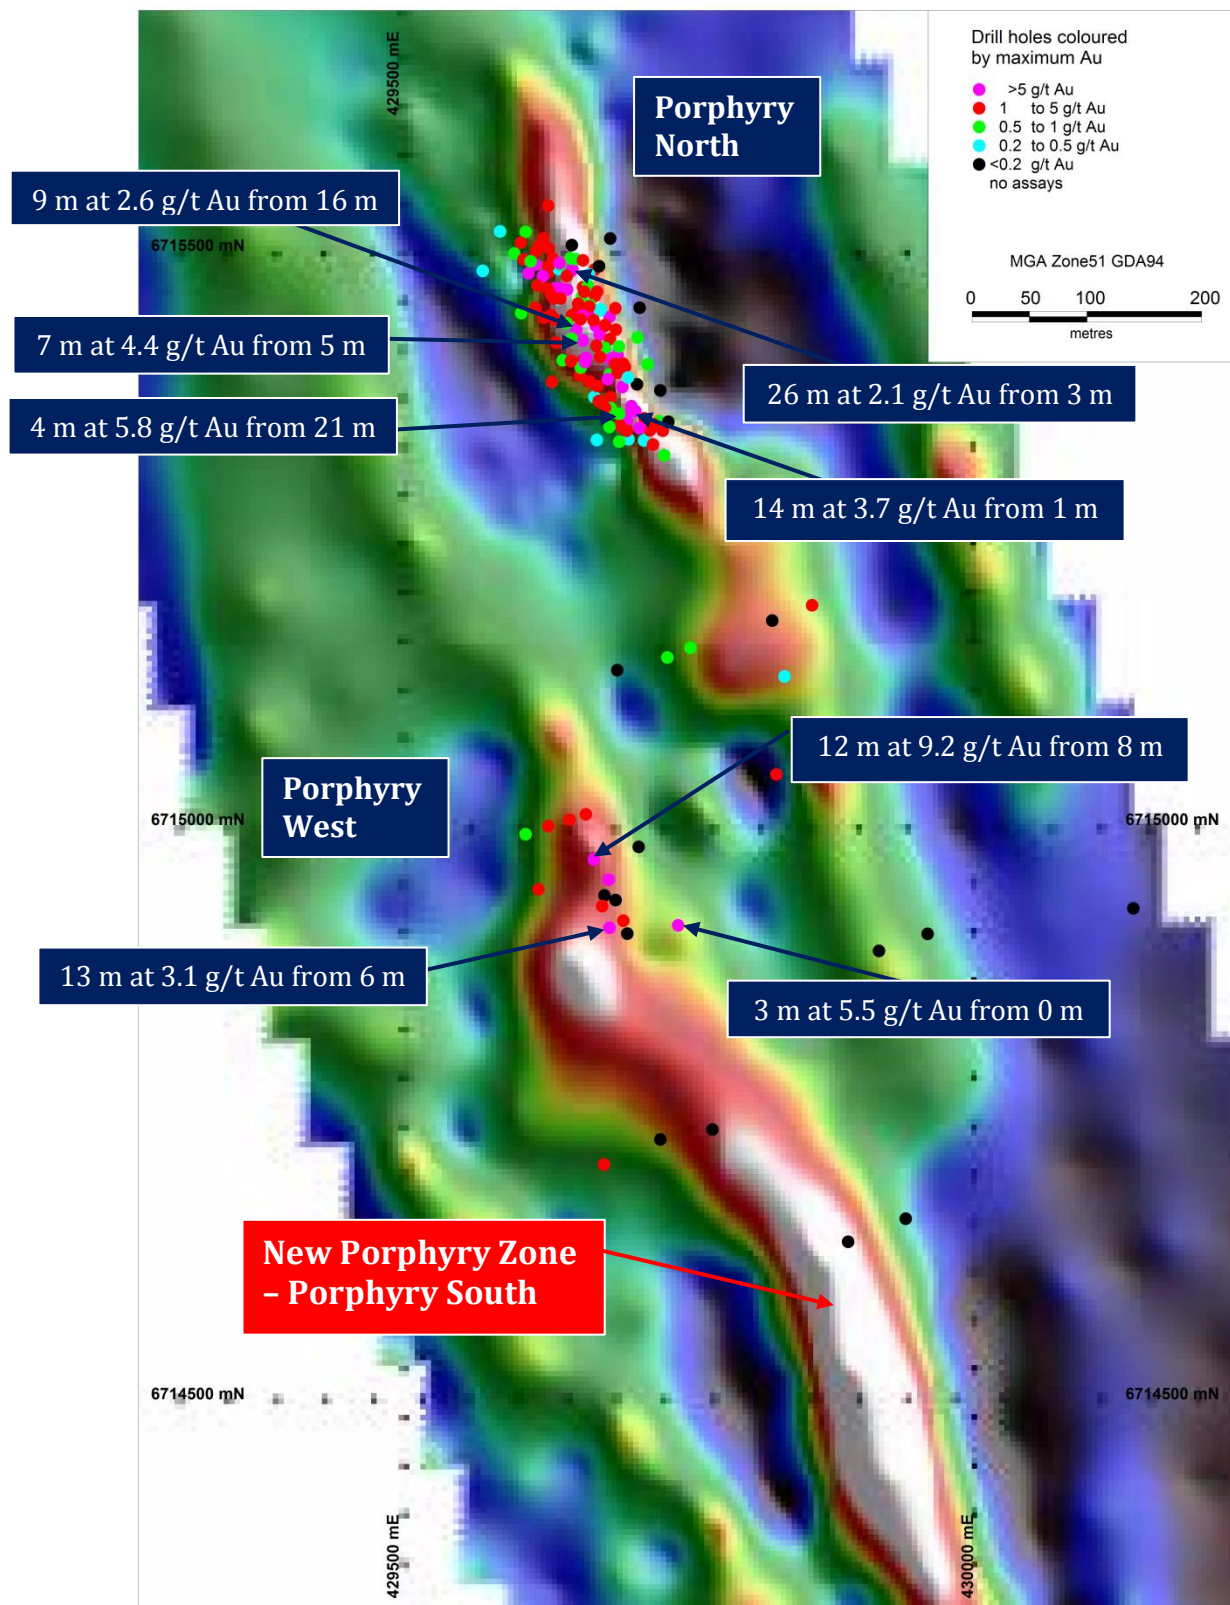 429500 mE
Drill holes coloured
by maximum Au
>5 g/t Au
1 to 5 g/t Au
0.5 to 1 g/t Au
0.2 to 0.5 g/t Au
<0.2 g/t Au
no assays
MGA Zone51 GDA94
0 50 100 200
metres
Porphyry
North
9 m at 2.6 g/t Au from 16 m
6715500 mN
7 m at 4.4 g/t Au from 5 m
26 m at 2.1 g/t Au from 3 m
4 m at 5.8 g/t Au from 21 m
14 m at 3.7 g/t Au from 1 m
12 m at 9.2 g/t Au from 8 m
Porphyry
West
6715000 mN
6715000 mN
13 m at 3.1 g/t Au from 6 m
3 m at 5.5 g/t Au from 0 m
New Porphyry Zone
– Porphyry South
6714500 mN
6714500 mN
429500 mE
430000 mE